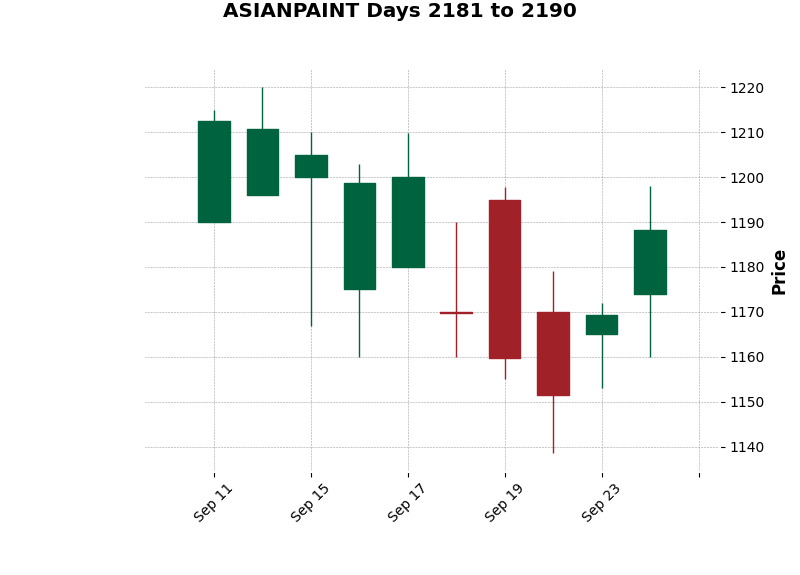 ASIANPAINT Days 2181 to 2190
1220
1210
1200
1190
1180
1170
1160
1150
1140
Price
Sep 11
Sep 15
Sep 17
Sep 19
Sep 23